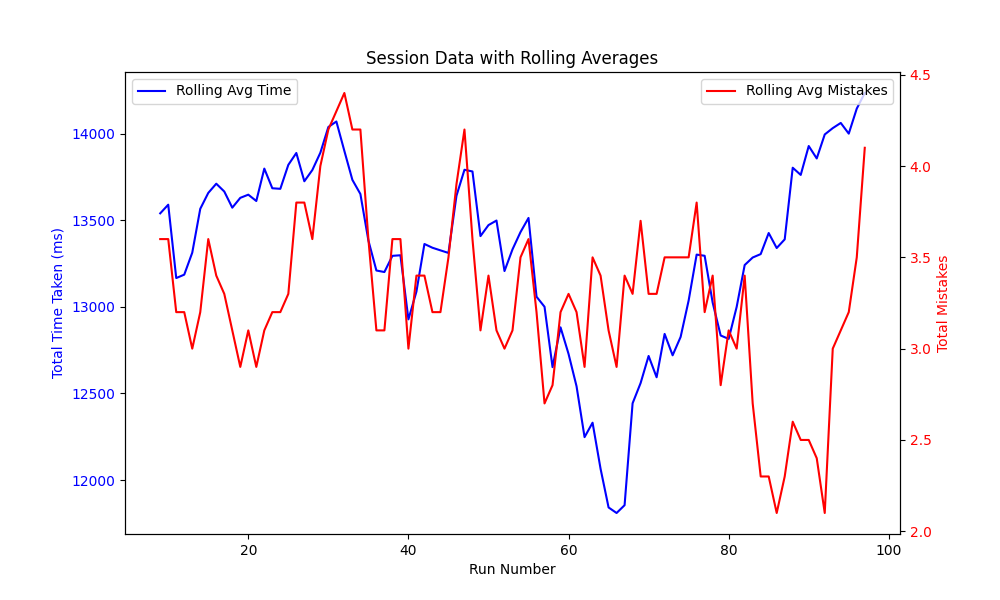 Session Data with Rolling Averages
Rolling Avg Time
Rolling Avg Mistakes
Total Time Taken (ms)
14000
13500
13000
12500
12000
4.5
4.0
3.5
3.0
2.5
2.0
Total Mistakes
20
40
60
80
100
Run Number